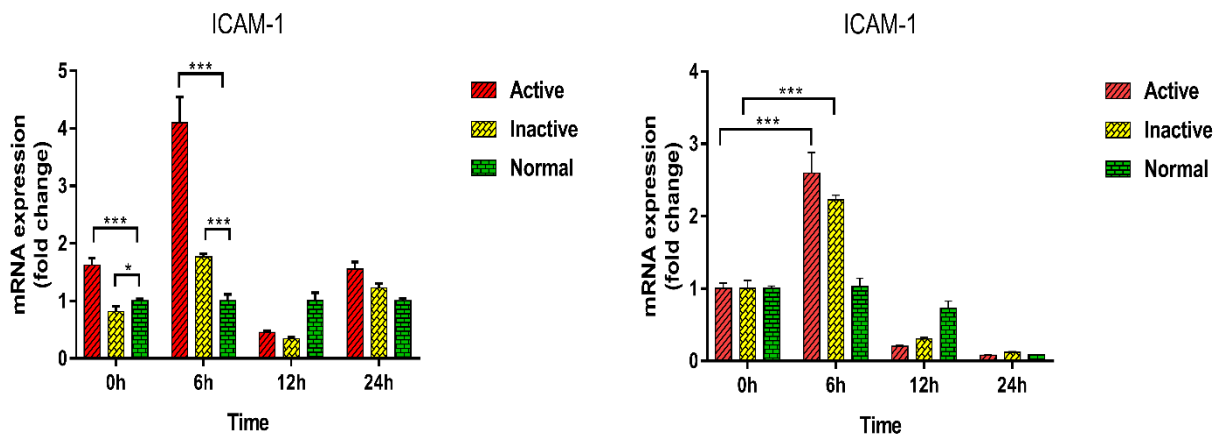 ICAM-1
mRNA expression
(fold change)
5
4
3
2
1
0
***
*
***
***
0h
6h
12h
24h
Time
Active
Inactive
Normal
ICAM-1
mRNA expression
(fold change)
4
3
2
1
0
***
***
0h
6h
12h
24h
Time
Active
Inactive
Normal